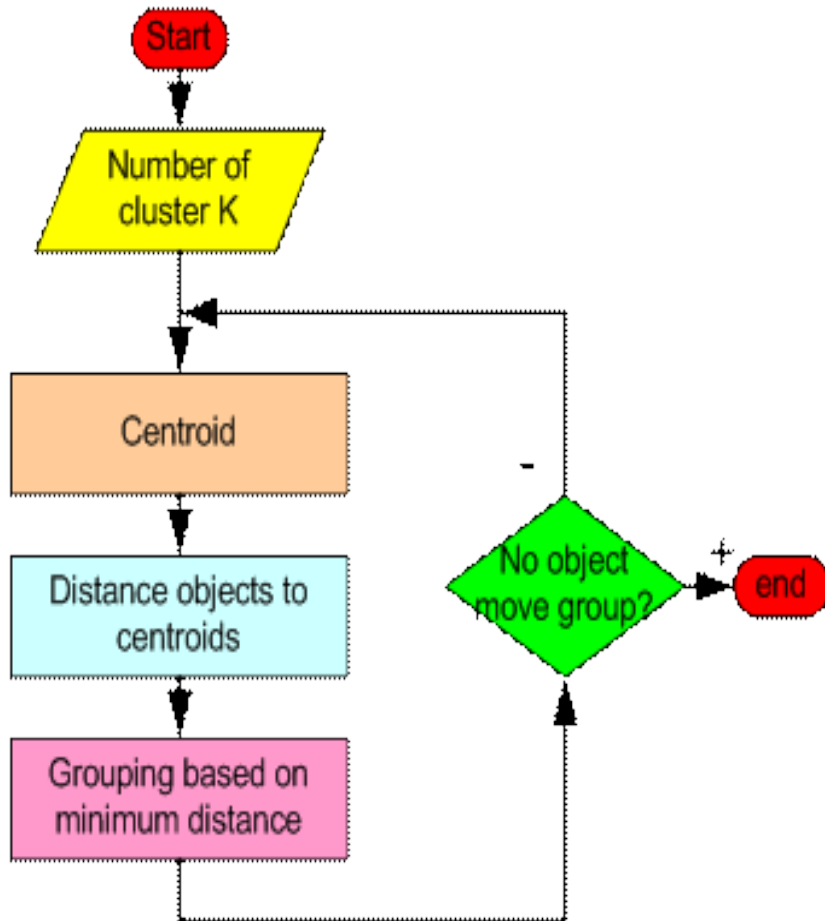 Start
Number of
cluster K
Centroid
-
Distance objects to
centroids
No object
move group?
+
end
Grouping based on
minimum distance